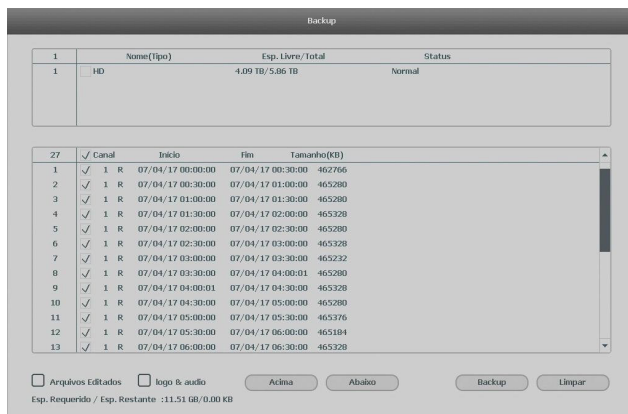 Backup
1 Nome(Tipo) Esp. Livre/Total Status
1 HD 4.09 TB/5.86 TB Normal
27 Canal Início Fim Tamanho(KB)
1 1 R 07/04/17 00:00:00 07/04/17 00:30:00 462766
2 1 R 07/04/17 00:30:00 07/04/17 01:00:00 465280
3 1 R 07/04/17 01:00:00 07/04/17 01:30:00 465280
4 1 R 07/04/17 01:30:00 07/04/17 02:00:00 465328
5 1 R 07/04/17 02:00:00 07/04/17 02:30:00 465280
6 1 R 07/04/17 02:30:00 07/04/17 03:00:00 465328
7 1 R 07/04/17 03:00:00 07/04/17 03:30:00 465232
8 1 R 07/04/17 03:30:00 07/04/17 04:00:01 465280
9 1 R 07/04/17 04:00:01 07/04/17 04:30:00 465328
10 1 R 07/04/17 04:30:00 07/04/17 05:00:00 465280
11 1 R 07/04/17 05:00:00 07/04/17 05:30:00 465376
12 1 R 07/04/17 05:30:00 07/04/17 06:00:00 465184
13 1 R 07/04/17 06:00:00 07/04/17 06:30:00 465328
Arquivos Editados logo & audio Acima Abaixo Backup Limpar
Esp. Requerido / Esp. Restante :11.51 GB/0.00 KB